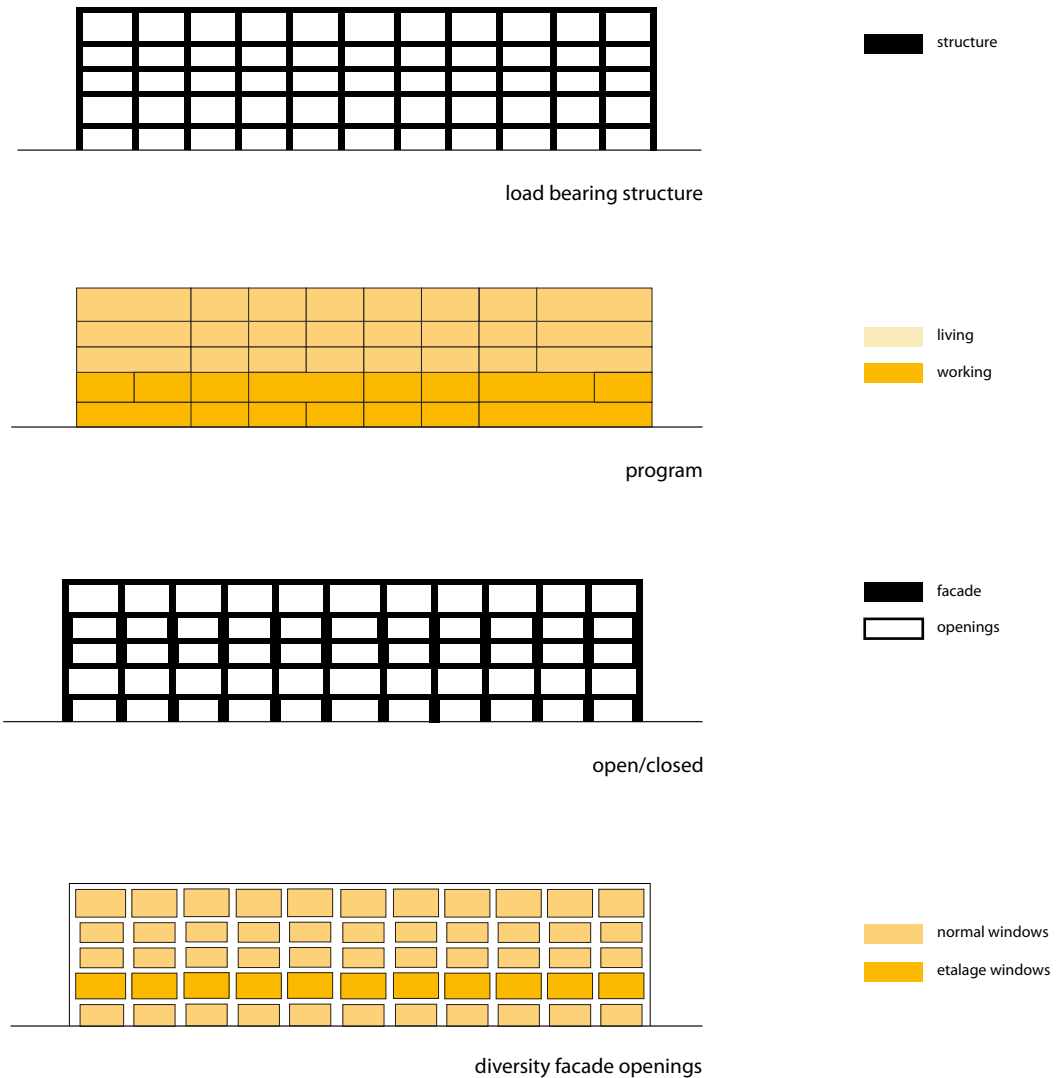 structure
load bearing structure
living
working
program
facade
openings
open/closed
normal windows
etalage windows
diversity facade openings